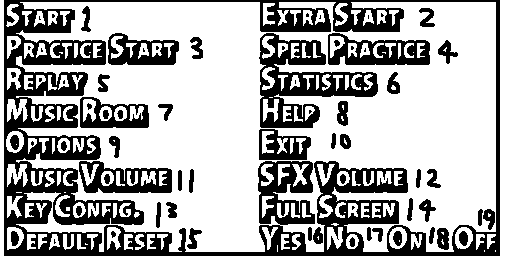 START 1 EXTRA START 2
PRACTICE START 3 SPELL PRACTICE 4
REPLAY 5 STATISTICS 6
MUSIC ROOM 7 HELP 8
OPTIONS 9 EXIT 10
MUSIC VOLUME 11 SFX VOLUME 12
KEY CONFIG. 13 FULL SCREEN 14
DEFAULT RESET 15 YES 16 NO 17 ON 18 OFF 19